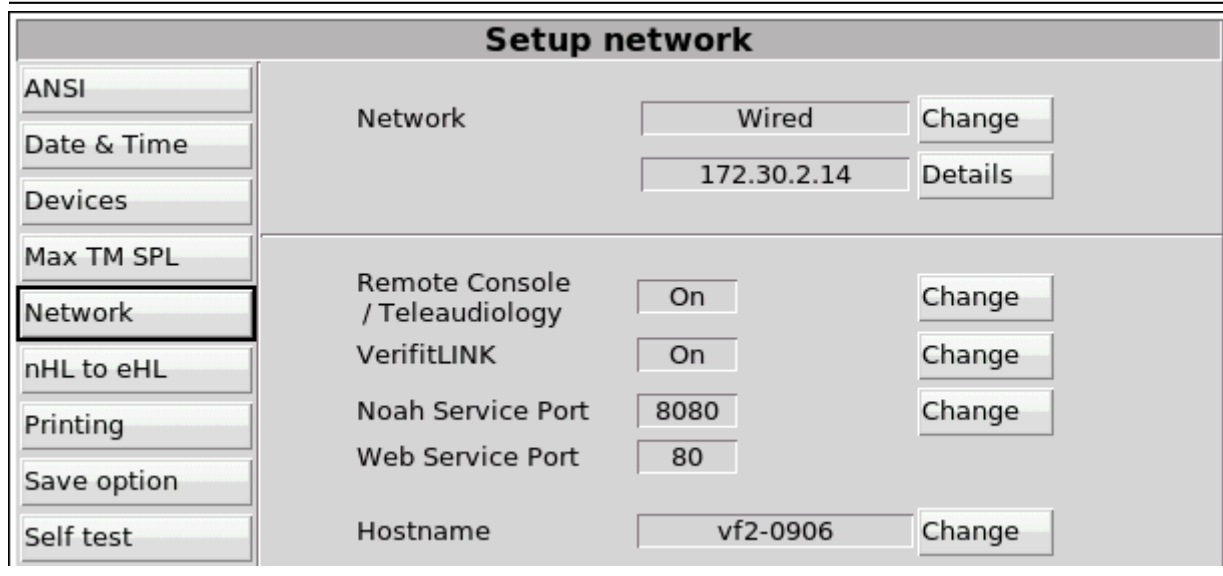 Setup network
ANSI
Date & Time
Devices
Max TM SPL
Network
nHL to eHL
Printing
Save option
Self test
Network Wired Change
172.30.2.14 Details
Remote Console
/ Teleaudiology On Change
VerifitLINK On Change
Noah Service Port 8080 Change
Web Service Port 80
Hostname vf2-0906 Change